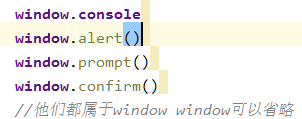 window.console
window.alert()
window.prompt()
window.confirm()
//他们都属于window window可以省略